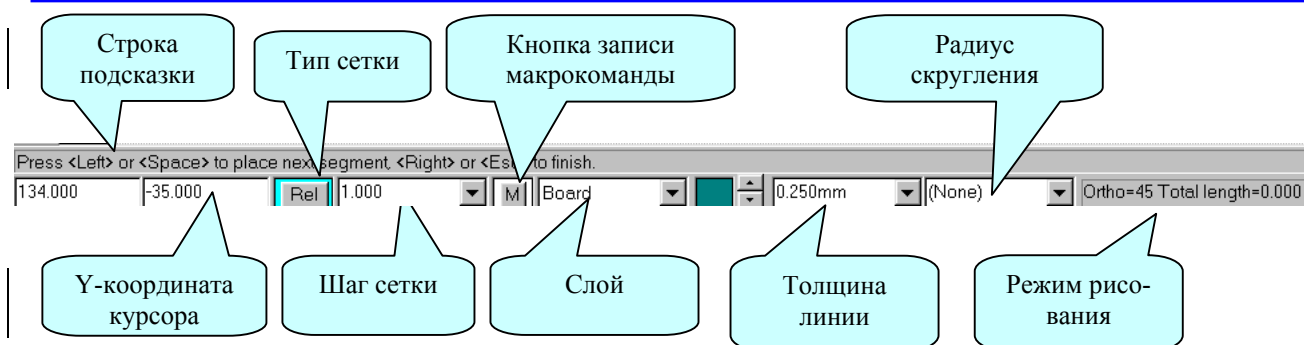 Строка
подсказки
Тип сетки
Кнопка записи
макрокоманды
Радиус
скругления
Press <Left> or <Space> to place next segment, <Right> or <Es to finish.
134.000 -35.000 Rel 1.000 M Board 0.250mm (None) Ortho=45 Total length=0.000
Y-координата
курсора
Шаг сетки
Слой
Толщина
линии
Режим рисо-
вания